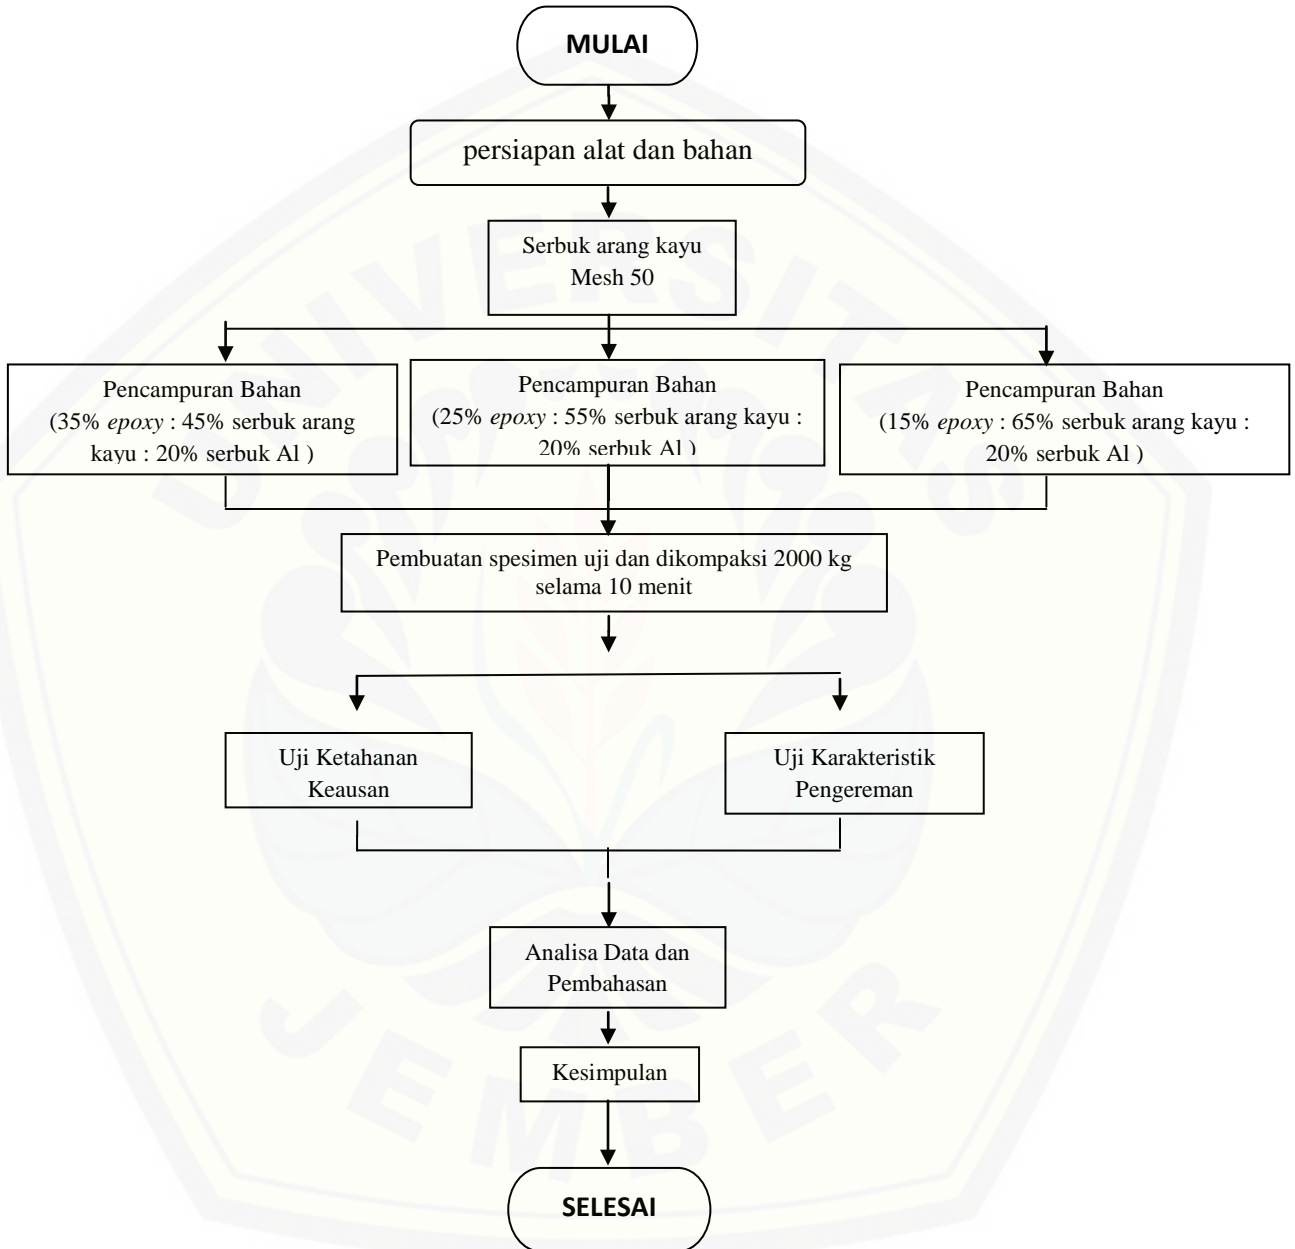 MULAI
persiapan alat dan bahan
Serbuk arang kayu
Mesh 50
Pencampuran Bahan
(35% epoxy : 45% serbuk arang
kayu : 20% serbuk Al )
Pencampuran Bahan
(25% epoxy : 55% serbuk arang kayu :
20% serbuk Al )
Pencampuran Bahan
(15% epoxy : 65% serbuk arang kayu :
20% serbuk Al )
Pembuatan spesimen uji dan dikompaksi 2000 kg
selama 10 menit
Uji Ketahanan
Keausan
Uji Karakteristik
Pengereman
Analisa Data dan
Pembahasan
Kesimpulan
SELESAI
UNIVERSITAS
JEMBER